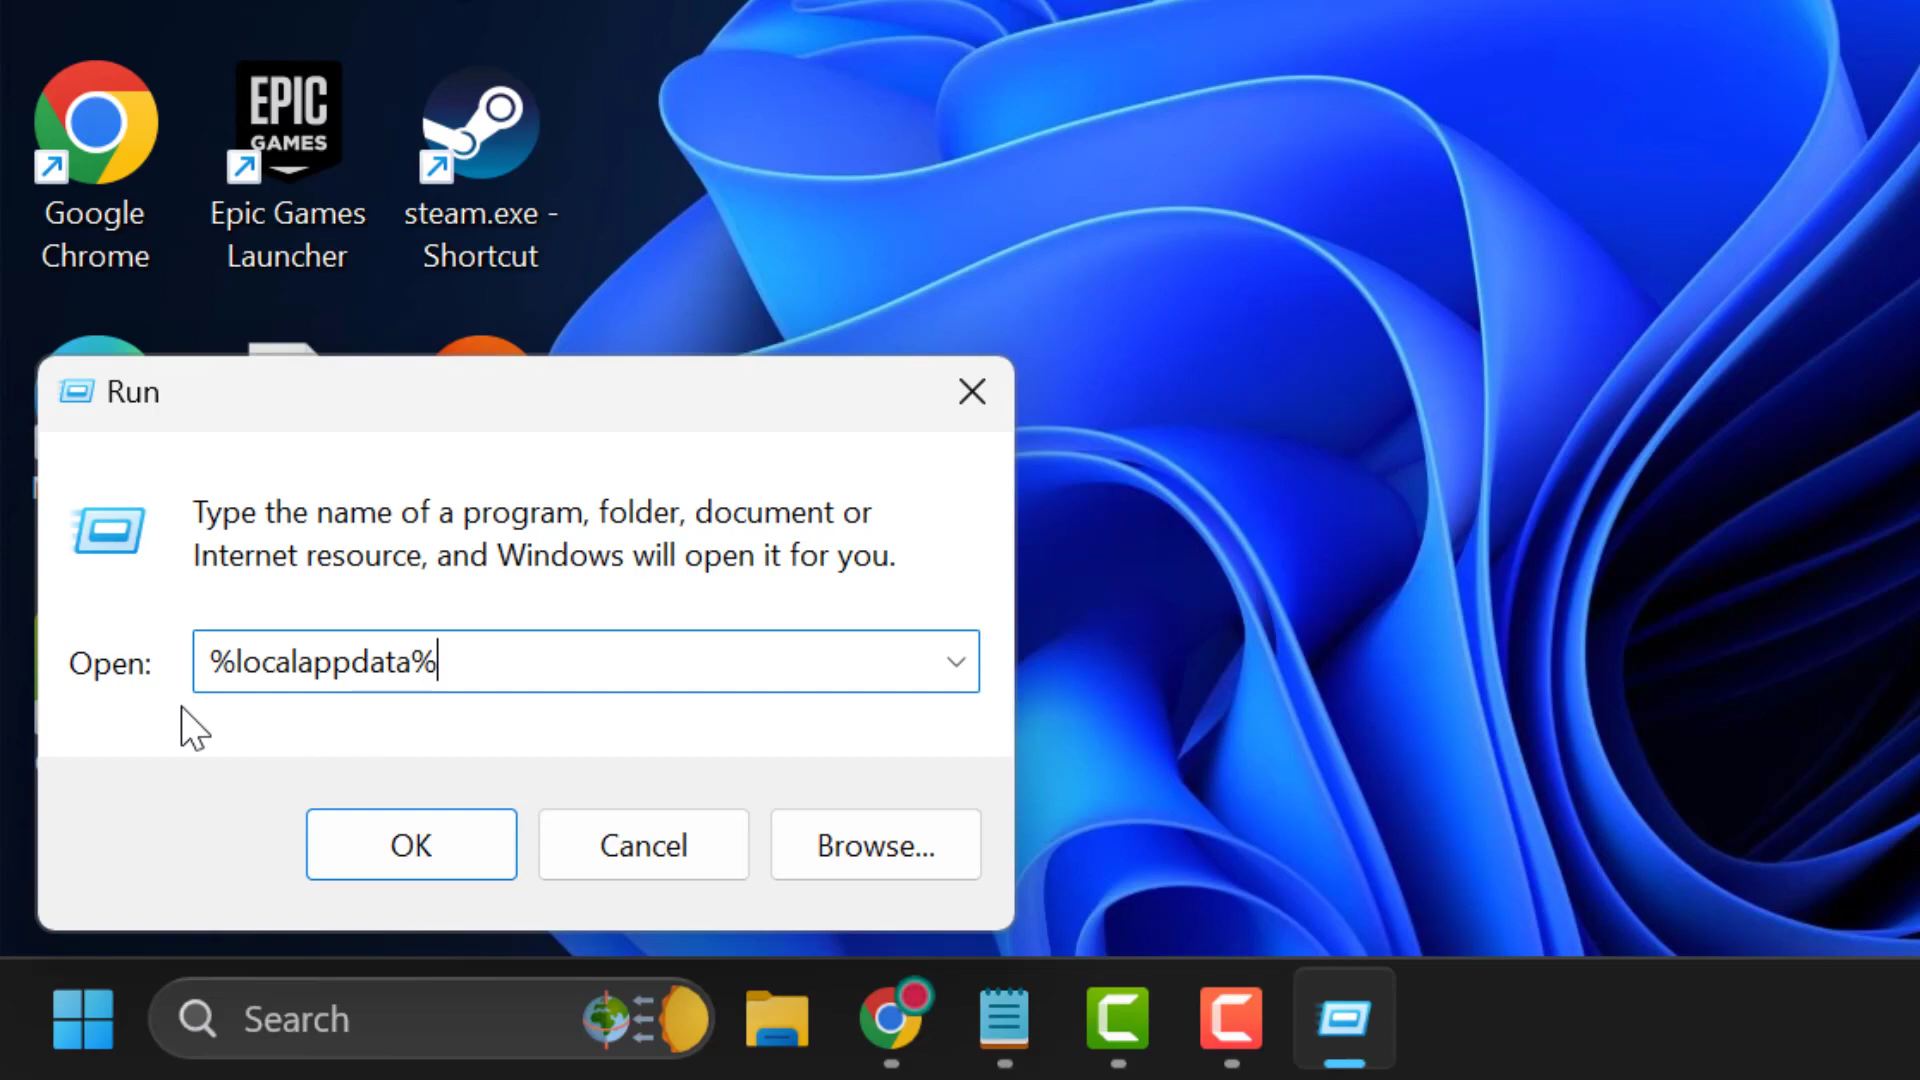 EPIC
GAMES
Google
Chrome
Epic Games
Launcher
steam.exe -
Shortcut
Run
Type the name of a program, folder, document or
Internet resource, and Windows will open it for you.
Open:
%localappdata%
OK
Cancel
Browse...
Search